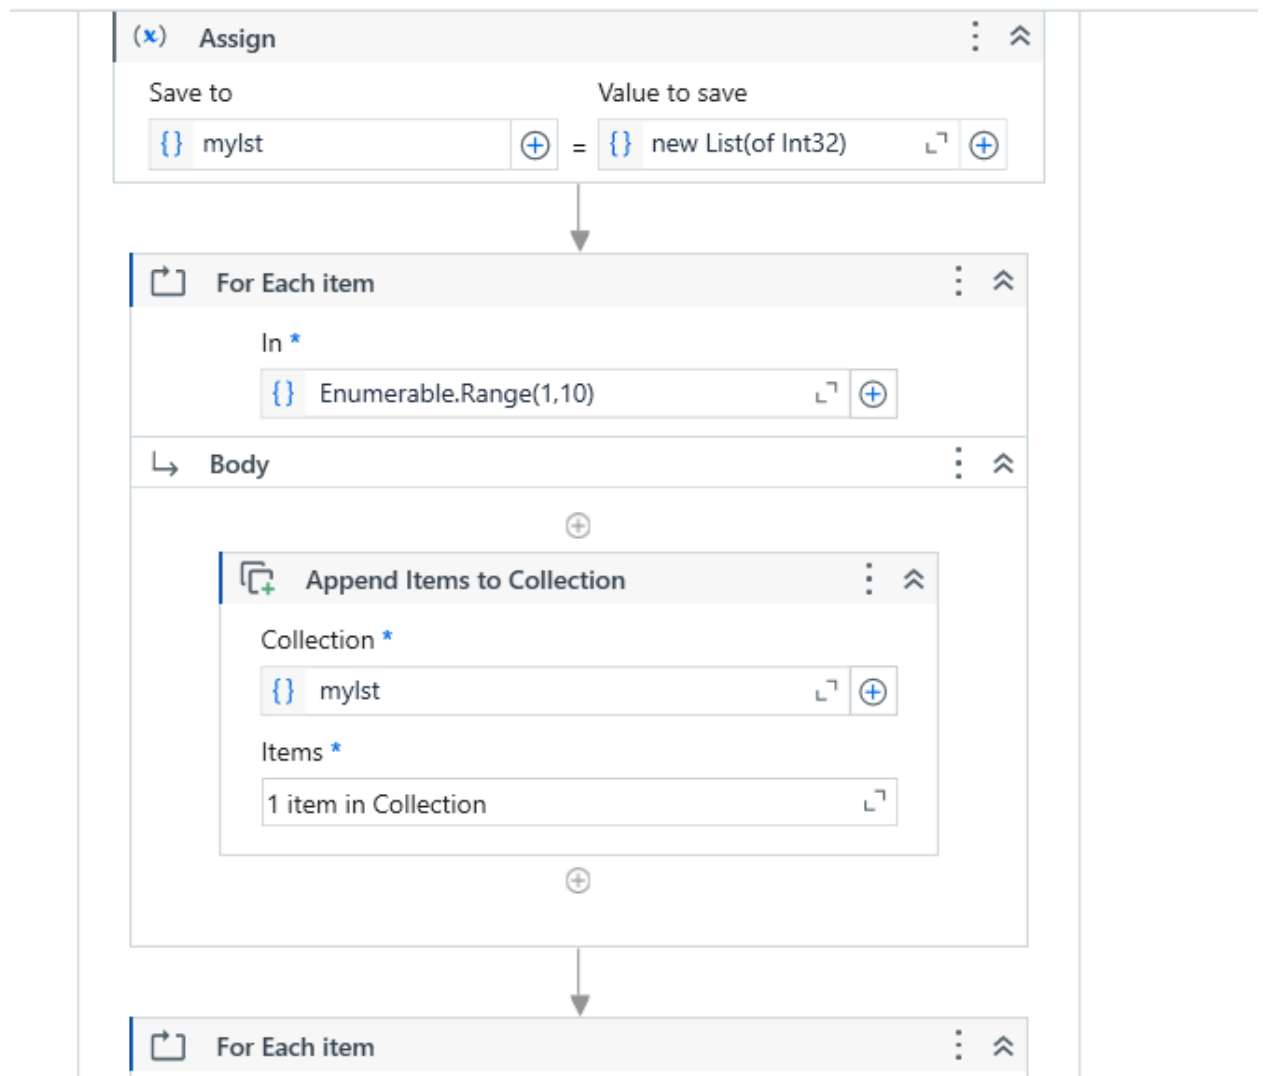 (x) Assign
Save to Value to save
{} mylst = {} new List(of Int32)
For Each item
In *
{} Enumerable.Range(1,10)
Body
Append Items to Collection
Collection *
{} mylst
Items *
1 item in Collection
For Each item